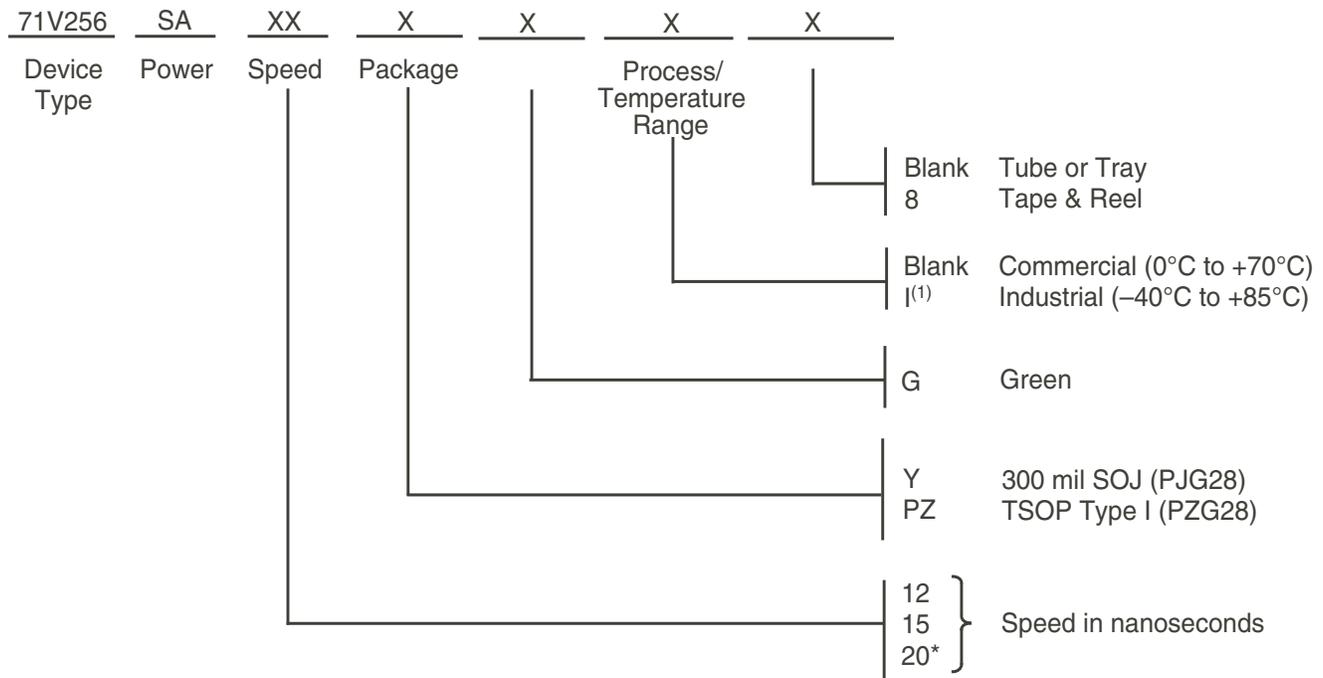 71V256 SA XX X X X X
Device Type Power Speed Package Process/ Temperature Range
Blank Tube or Tray
8 Tape & Reel
Blank Commercial (0°C to +70°C)
I(1) Industrial (–40°C to +85°C)
G Green
Y 300 mil SOJ (PJG28)
PZ TSOP Type I (PZG28)
12
15 Speed in nanoseconds
20*